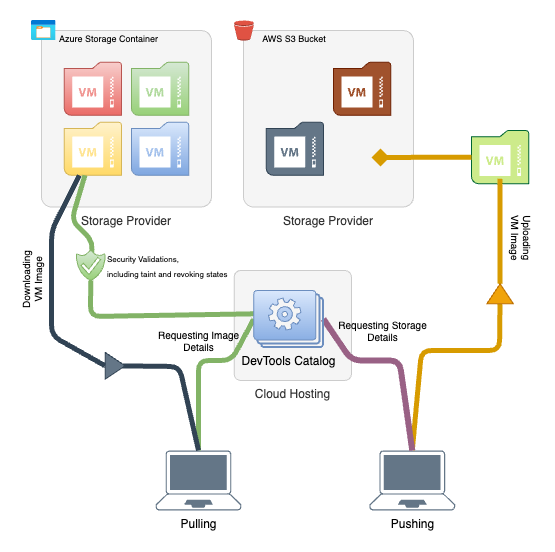 Azure Storage Container
AWS S3 Bucket
VM
VM
VM
VM
VM
VM
VM
Storage Provider
Storage Provider
Downloading
VM Image
Uploading
VM Image
Security Validations,
including taint and revoking states
Requesting Image
Details
Requesting Storage
Details
DevTools Catalog
Cloud Hosting
Pulling
Pushing